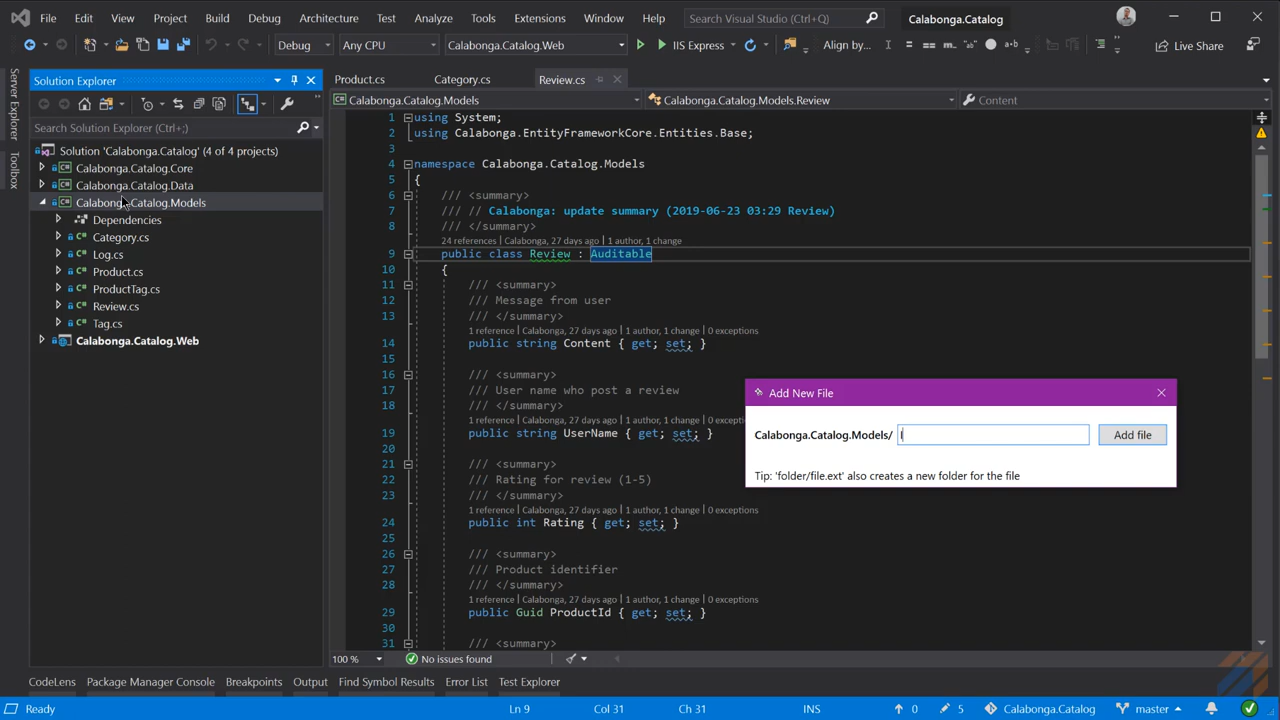 File Edit View Project Build Debug Architecture Test Analyze Tools Extensions Window Help Search Visual Studio (Ctrl+Q) Calabonga.Catalog
Debug Any CPU Calabonga.Catalog.Web IIS Express Align by... Live Share
Server Explorer
Toolbox
Solution Explorer
Search Solution Explorer (Ctrl+;)
Solution 'Calabonga.Catalog' (4 of 4 projects)
Calabonga.Catalog.Core
Calabonga.Catalog.Data
Calabonga.Catalog.Models
Dependencies
Category.cs
Log.cs
Product.cs
ProductTag.cs
Review.cs
Tag.cs
Calabonga.Catalog.Web
Product.cs Category.cs Review.cs
Calabonga.Catalog.Models Calabonga.Catalog.Models.Review Content
1 using System;
2 using Calabonga.EntityFrameworkCore.Entities.Base;
3
4 namespace Calabonga.Catalog.Models
5 {
6 /// <summary>
7 /// // Calabonga: update summary (2019-06-23 03:29 Review)
8 /// </summary>
24 references | Calabonga, 27 days ago | 1 author, 1 change
9 public class Review : Auditable
10 {
11 /// <summary>
12 /// Message from user
13 /// </summary>
1 reference | Calabonga, 27 days ago | 1 author, 1 change | 0 exceptions
14 public string Content { get; set; }
15
16 /// <summary>
17 /// User name who post a review
18 /// </summary>
1 reference | Calabonga, 27 days ago | 1 author, 1 change | 0 exceptions
19 public string UserName { get; set; }
20
21 /// <summary>
22 /// Rating for review (1-5)
23 /// </summary>
1 reference | Calabonga, 27 days ago | 1 author, 1 change | 0 exceptions
24 public int Rating { get; set; }
25
26 /// <summary>
27 /// Product identifier
28 /// </summary>
1 reference | Calabonga, 27 days ago | 1 author, 1 change | 0 exceptions
29 public Guid ProductId { get; set; }
30
31 /// <summary>
Add New File
Calabonga.Catalog.Models/ Add file
Tip: 'folder/file.ext' also creates a new folder for the file
100 % No issues found
CodeLens Package Manager Console Breakpoints Output Find Symbol Results Error List Test Explorer
Ready Ln 9 Col 31 Ch 31 INS 0 5 Calabonga.Catalog master